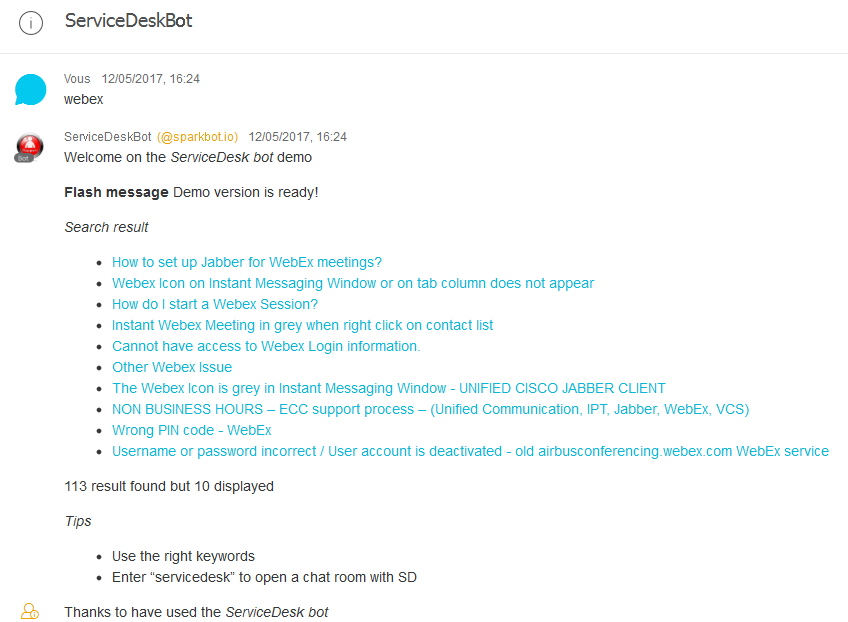 ServiceDeskBot
Vous 12/05/2017, 16:24
webex
ServiceDeskBot (@sparkbot.io) 12/05/2017, 16:24
Welcome on the ServiceDesk bot demo
Flash message Demo version is ready!
Search result
• How to set up Jabber for WebEx meetings?
• Webex Icon on Instant Messaging Window or on tab column does not appear
• How do I start a Webex Session?
• Instant Webex Meeting in grey when right click on contact list
• Cannot have access to Webex Login information.
• Other Webex Issue
• The Webex Icon is grey in Instant Messaging Window - UNIFIED CISCO JABBER CLIENT
• NON BUSINESS HOURS – ECC support process – (Unified Communication, IPT, Jabber, WebEx, VCS)
• Wrong PIN code - WebEx
• Username or password incorrect / User account is deactivated - old airbusconferencing.webex.com WebEx service
113 result found but 10 displayed
Tips
• Use the right keywords
• Enter “servicedesk” to open a chat room with SD
Thanks to have used the ServiceDesk bot